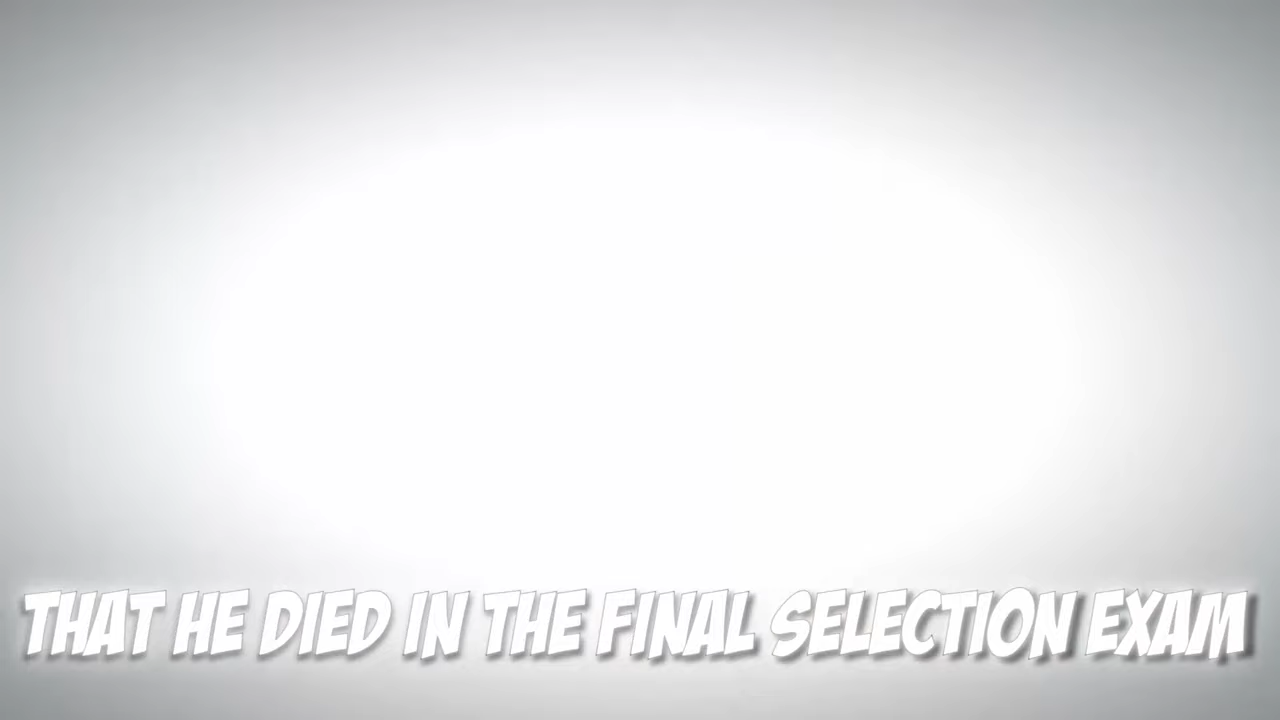 THAT HE DIED IN THE FINAL SELECTION EXAM